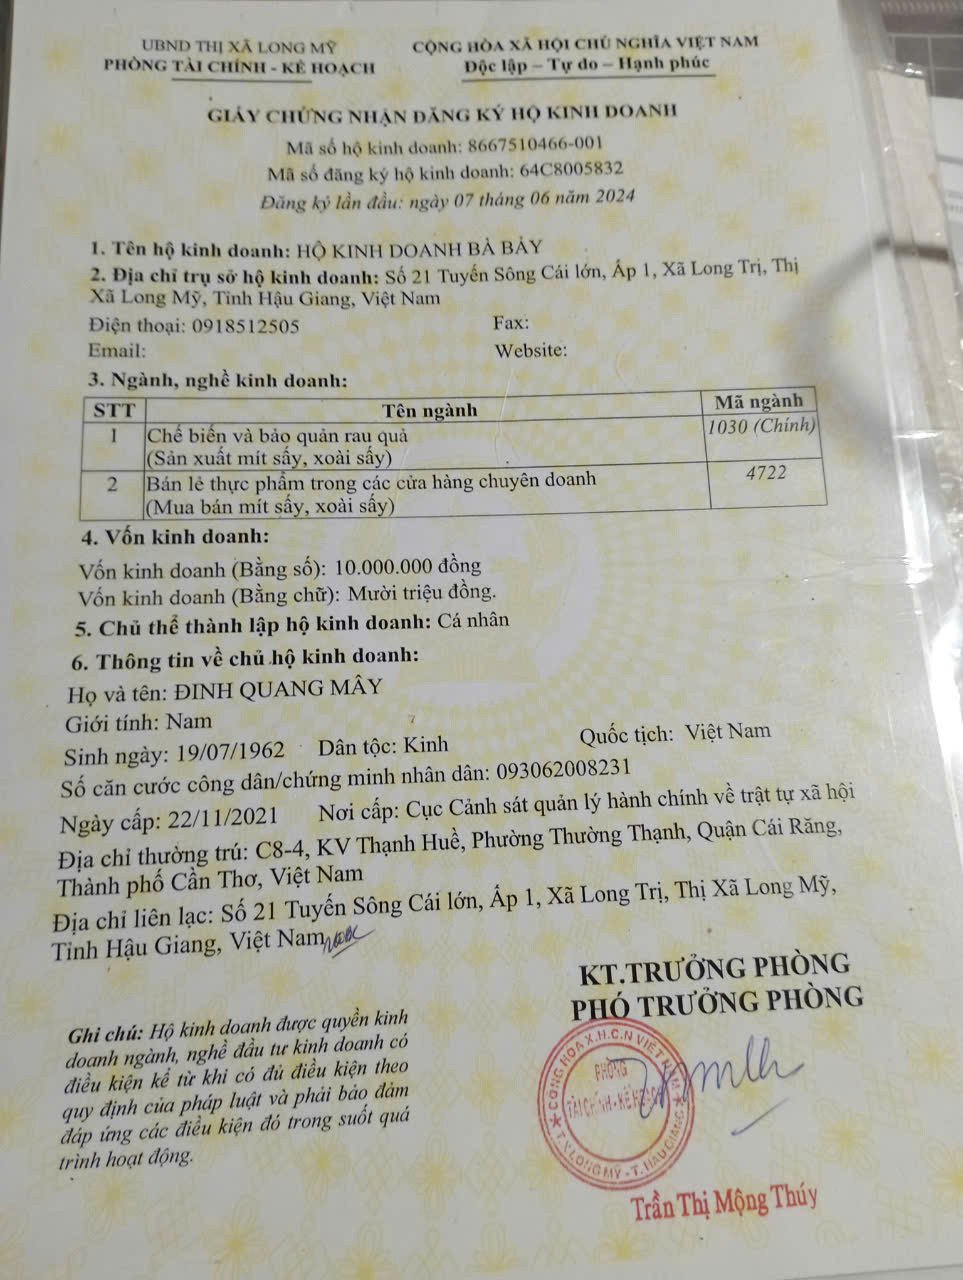 UBND THỊ XÃ LONG MỸ
PHÒNG TÀI CHÍNH - KẾ HOẠCH
CỘNG HÒA XÃ HỘI CHỦ NGHĨA VIỆT NAM
Độc lập – Tự do – Hạnh phúc
GIẤY CHỨNG NHẬN ĐĂNG KÝ HỘ KINH DOANH
Mã số hộ kinh doanh: 8667510466-001
Mã số đăng ký hộ kinh doanh: 64C8005832
Đăng ký lần đầu: ngày 07 tháng 06 năm 2024
1. Tên hộ kinh doanh: HỘ KINH DOANH BÀ BẢY
2. Địa chỉ trụ sở hộ kinh doanh: Số 21 Tuyến Sông Cái lớn, Ấp 1, Xã Long Trị, Thị
Xã Long Mỹ, Tỉnh Hậu Giang, Việt Nam
Điện thoại: 0918512505 Fax:
Email: Website:
3. Ngành, nghề kinh doanh:
STT Tên ngành Mã ngành
1 Chế biến và bảo quản rau quả 1030 (Chính)
(Sản xuất mít sấy, xoài sấy)
2 Bán lẻ thực phẩm trong các cửa hàng chuyên doanh 4722
(Mua bán mít sấy, xoài sấy)
4. Vốn kinh doanh:
Vốn kinh doanh (Bằng số): 10.000.000 đồng
Vốn kinh doanh (Bằng chữ): Mười triệu đồng.
5. Chủ thể thành lập hộ kinh doanh: Cá nhân
6. Thông tin về chủ hộ kinh doanh:
Họ và tên: ĐINH QUANG MÂY
Giới tính: Nam
Sinh ngày: 19/07/1962 Dân tộc: Kinh Quốc tịch: Việt Nam
Số căn cước công dân/chứng minh nhân dân: 093062008231
Ngày cấp: 22/11/2021 Nơi cấp: Cục Cảnh sát quản lý hành chính về trật tự xã hội
Địa chỉ thường trú: C8-4, KV Thạnh Huề, Phường Thường Thạnh, Quận Cái Răng,
Thành phố Cần Thơ, Việt Nam
Địa chỉ liên lạc: Số 21 Tuyến Sông Cái lớn, Ấp 1, Xã Long Trị, Thị Xã Long Mỹ,
Tỉnh Hậu Giang, Việt Nam
KT.TRƯỞNG PHÒNG
PHÓ TRƯỞNG PHÒNG
Ghi chú: Hộ kinh doanh được quyền kinh
doanh ngành, nghề đầu tư kinh doanh có
điều kiện kể từ khi có đủ điều kiện theo
quy định của pháp luật và phải bảo đảm
đáp ứng các điều kiện đó trong suốt quá
trình hoạt động.
CỘNG HÒA X.H.C.N VIỆT NAM
PHÒNG
TÀI CHÍNH - KẾ HOẠCH
T.X LONG MỸ - T. HẬU GIANG
Trần Thị Mộng Thúy